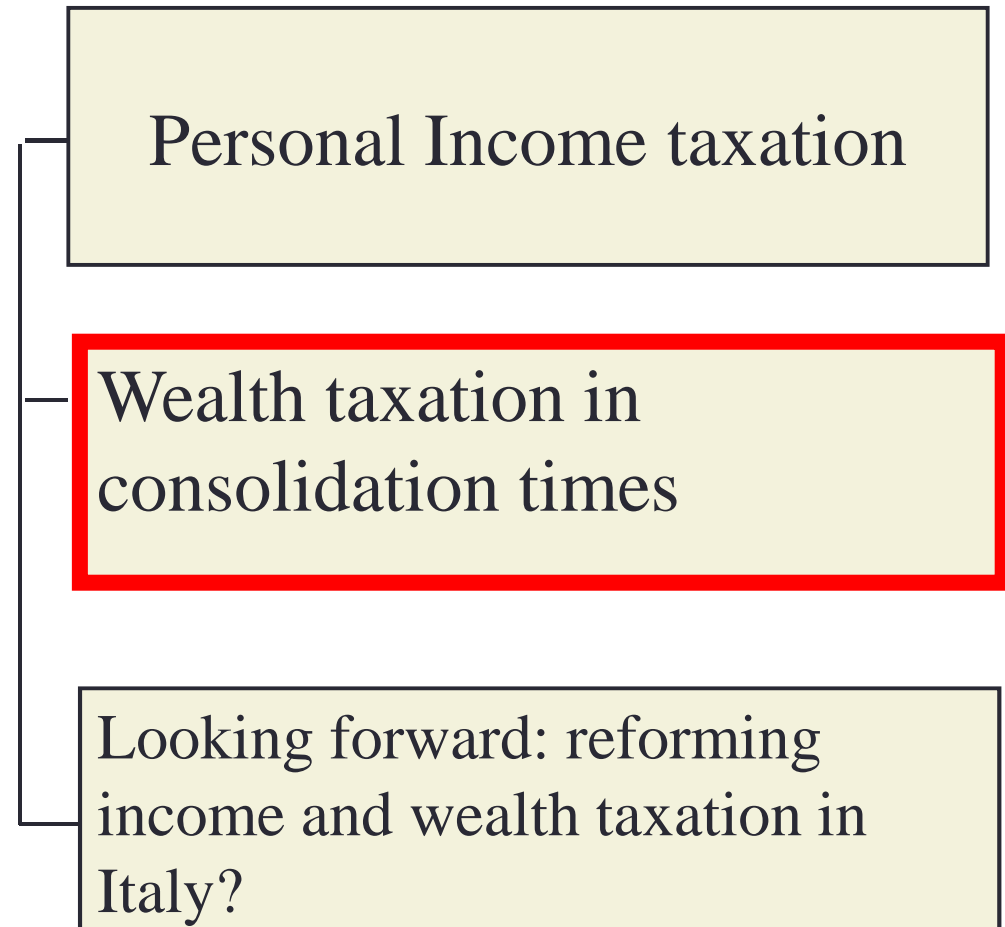 Personal Income taxation
Wealth taxation in
consolidation times
Looking forward: reforming
income and wealth taxation in
Italy?